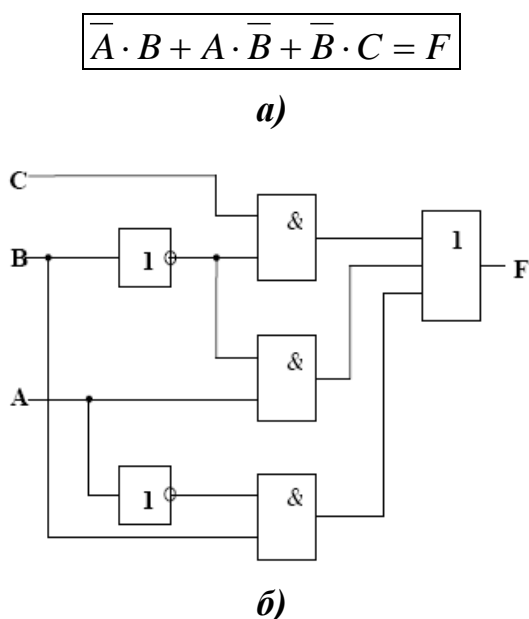 A̅ · B + A · B̅ + B̅ · C = F
а)
C
&
B
1
1
F
&
A
1
&
б)